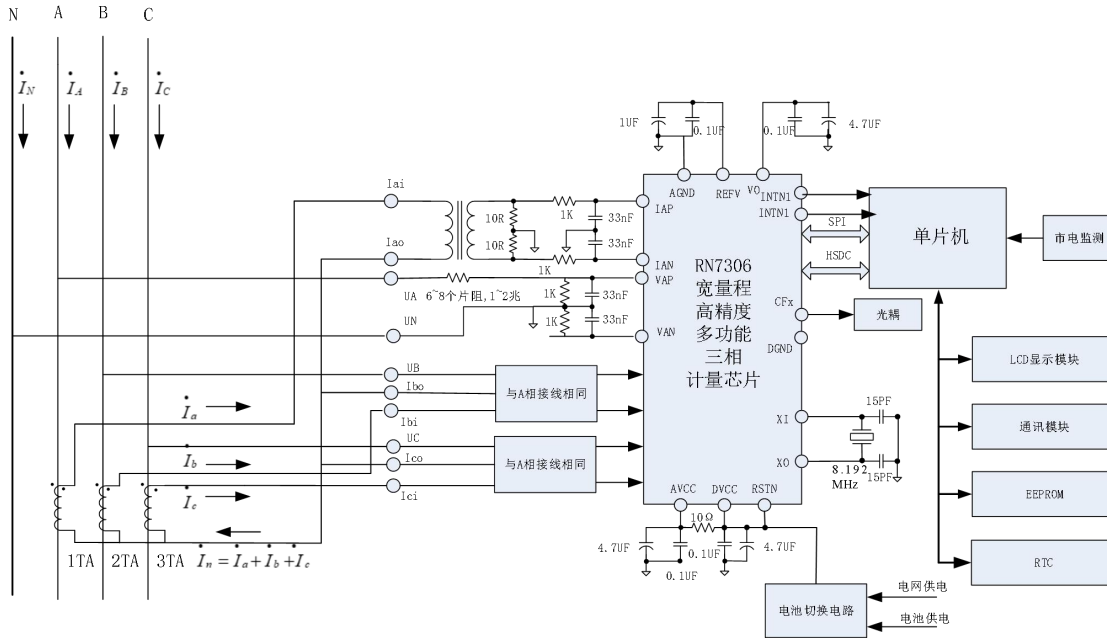 N A B C
İN İA İB İC
1UF 0.1UF 0.1UF 4.7UF
AGND REFV VO INTN1
INTN1
Iai
IAP
10R 1K 33nF
10R 33nF
Iao
IAN
1K
SPI
HSDC
单片机
市电监测
RN7306
宽量程
高精度
多功能
三相
计量芯片
VAP
UA 6~8个片阻,1~2兆
1K 33nF
1K 33nF
UN
VAN
CFx
光耦
DGND
UB
Ibo
Ibi
与A相接线相同
UC
Ico
Ici
与A相接线相同
İa
İb
İc
XI
XO
15PF
8.192
MHz
15PF
LCD显示模块
通讯模块
EEPROM
RTC
AVCC DVCC RSTN
10Ω
4.7UF 0.1UF 4.7UF
0.1UF
1TA 2TA 3TA İn = İa + İb + İc
电池切换电路
电网供电
电池供电